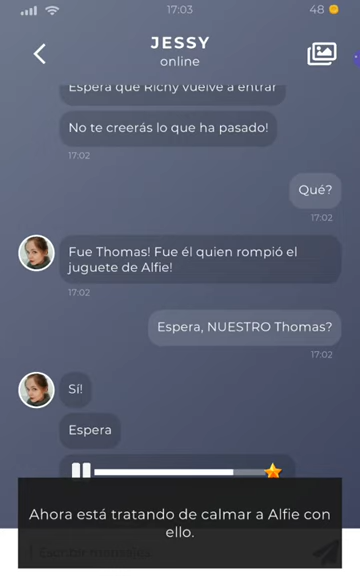 17:03
48
JESSY
online
Espera que Richy vuelve a entrar
No te creerás lo que ha pasado!
17:02
Qué?
17:02
Fue Thomas! Fue él quien rompió el
juguete de Alfie!
17:02
Espera, NUESTRO Thomas?
17:02
Sí!
Espera
Ahora está tratando de calmar a Alfie con
ello.
Escribir mensajes